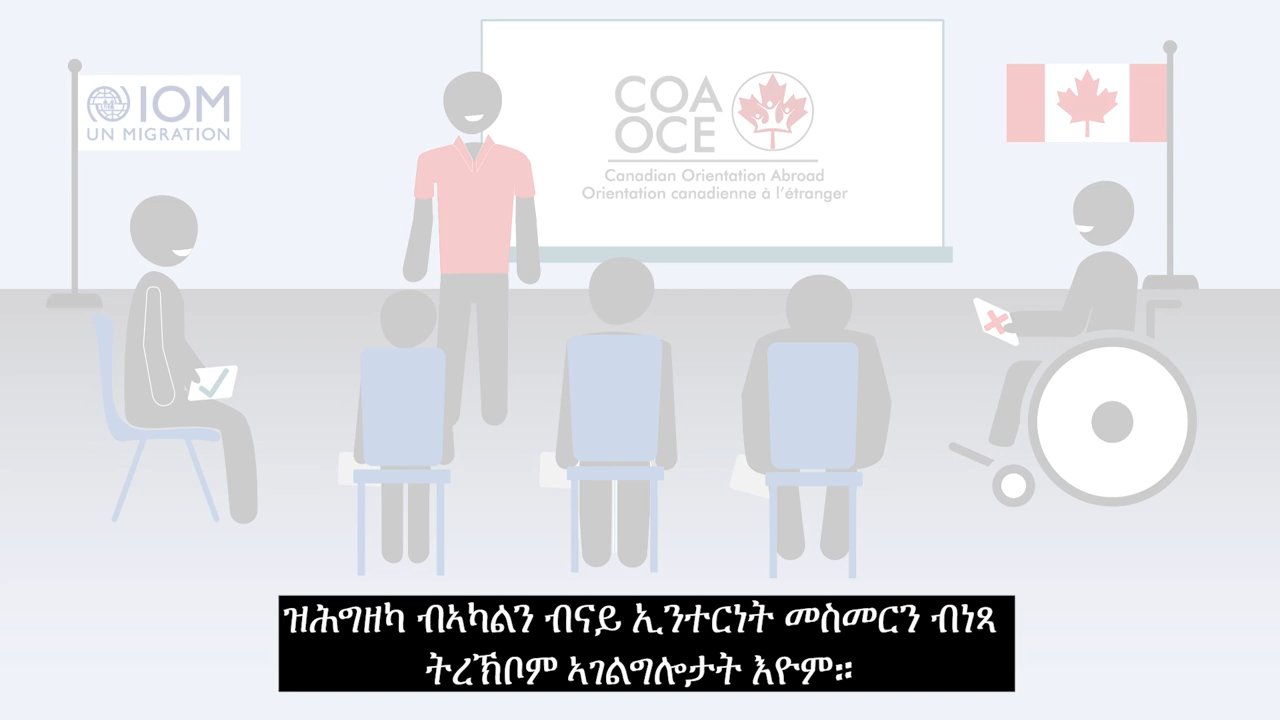 IOM
UN MIGRATION
COA
OCE
Canadian Orientation Abroad
Orientation canadienne à l'étranger
ዝሕግዘካ ብኣካልን ብናይ ኢንተርነት መስመርን ብነጻ
ትረኽቦም ኣገልግሎታት እዮም።